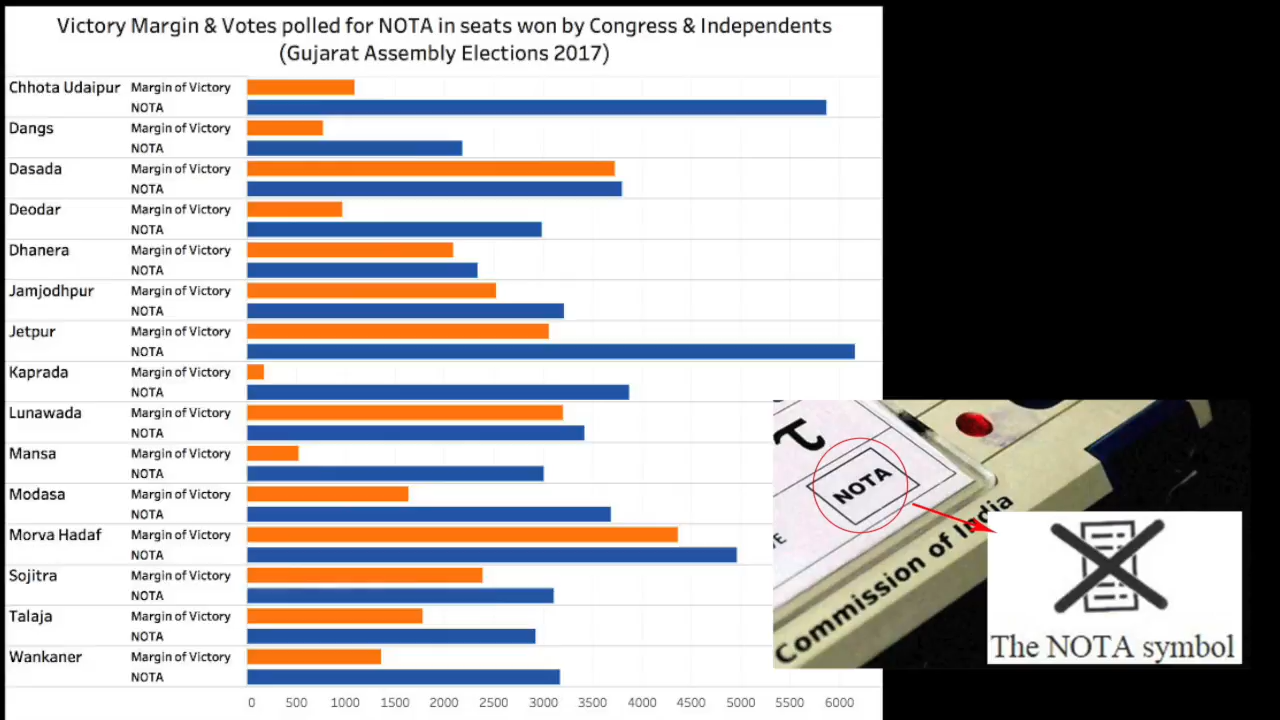 Victory Margin & Votes polled for NOTA in seats won by Congress & Independents
(Gujarat Assembly Elections 2017)
Chhota Udaipur Margin of Victory
NOTA
Dangs Margin of Victory
NOTA
Dasada Margin of Victory
NOTA
Deodar Margin of Victory
NOTA
Dhanera Margin of Victory
NOTA
Jamjodhpur Margin of Victory
NOTA
Jetpur Margin of Victory
NOTA
Kaprada Margin of Victory
NOTA
Lunawada Margin of Victory
NOTA
Mansa Margin of Victory
NOTA
Modasa Margin of Victory
NOTA
Morva Hadaf Margin of Victory
NOTA
Sojitra Margin of Victory
NOTA
Talaja Margin of Victory
NOTA
Wankaner Margin of Victory
NOTA
0 500 1000 1500 2000 2500 3000 3500 4000 4500 5000 5500 6000
NOTA
Commission of India
The NOTA symbol